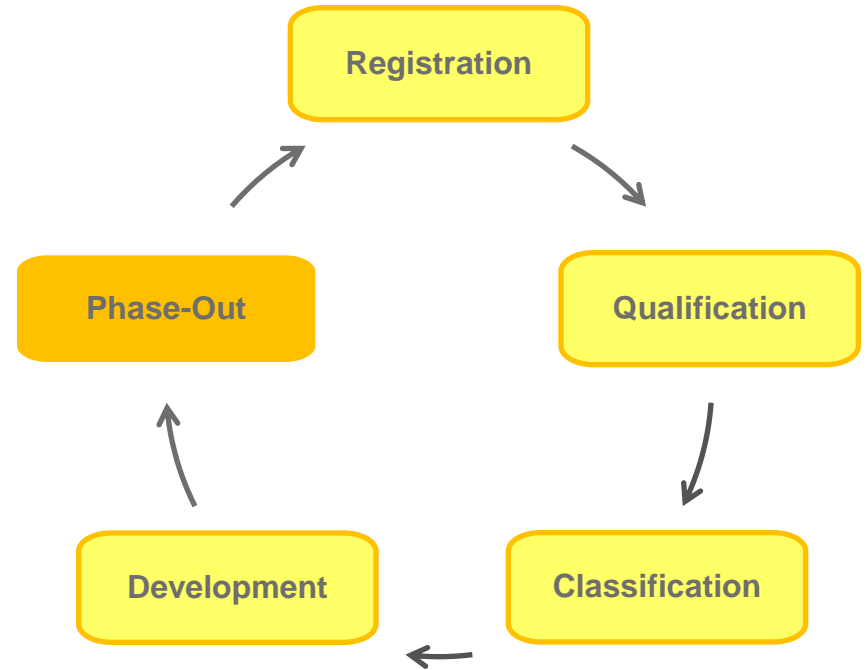 Registration
Qualification
Classification
Development
Phase-Out